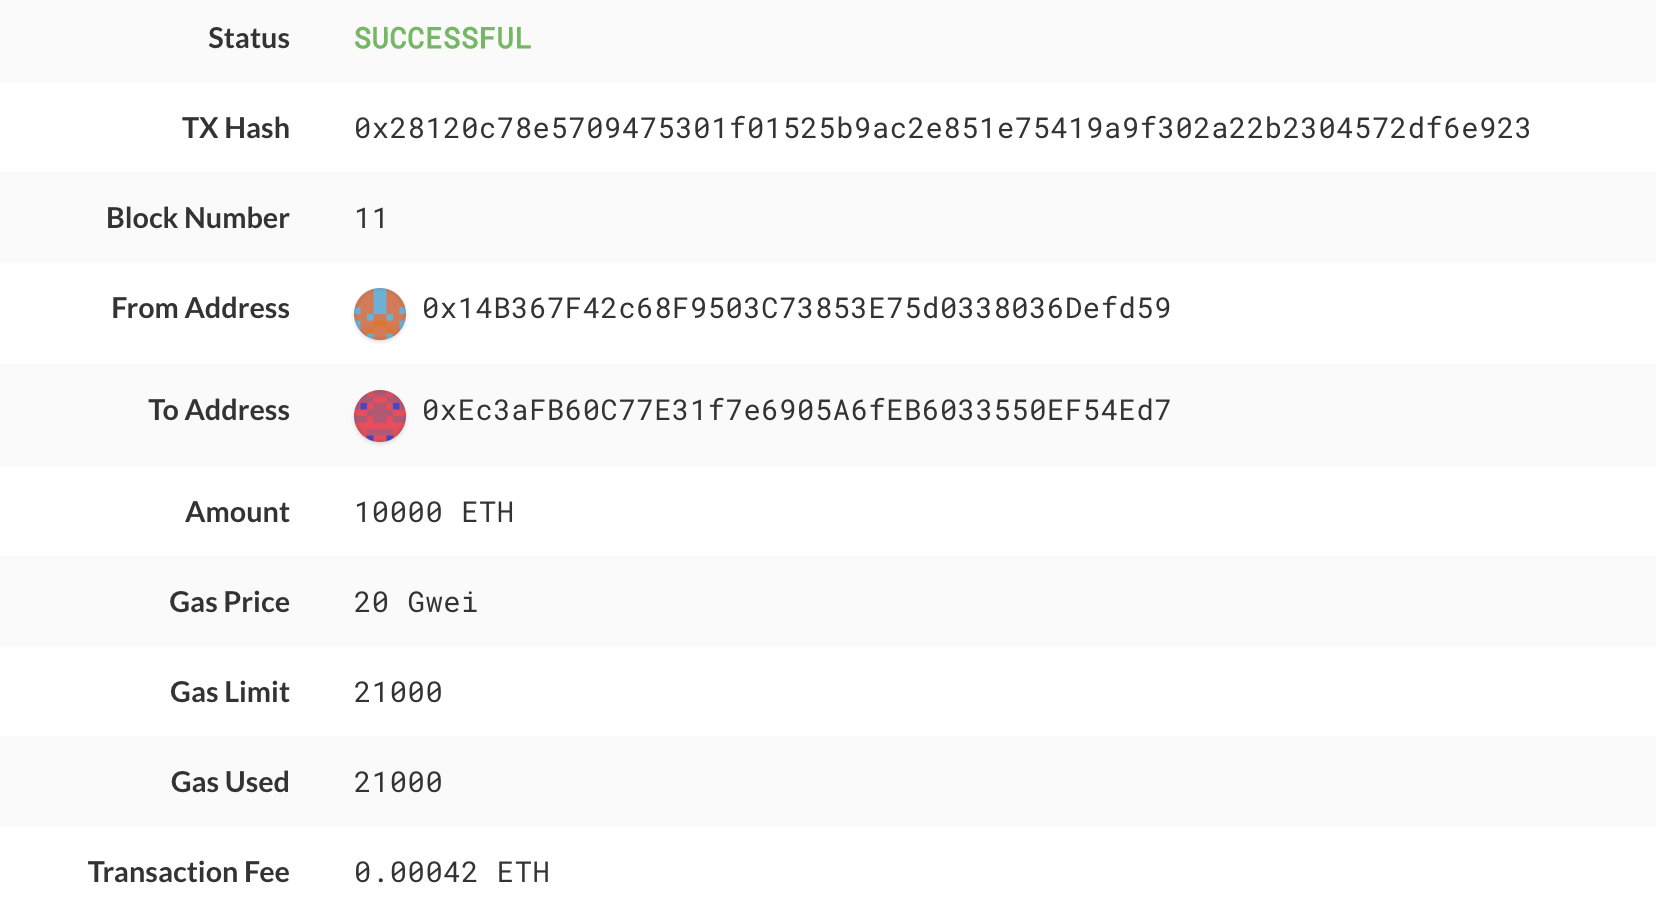 Status SUCCESSFUL
TX Hash 0x28120c78e5709475301f01525b9ac2e851e75419a9f302a22b2304572df6e923
Block Number 11
From Address 0x14B367F42c68F9503C73853E75d0338036Defd59
To Address 0xEc3aFB60C77E31f7e6905A6fEB6033550EF54Ed7
Amount 10000 ETH
Gas Price 20 Gwei
Gas Limit 21000
Gas Used 21000
Transaction Fee 0.00042 ETH